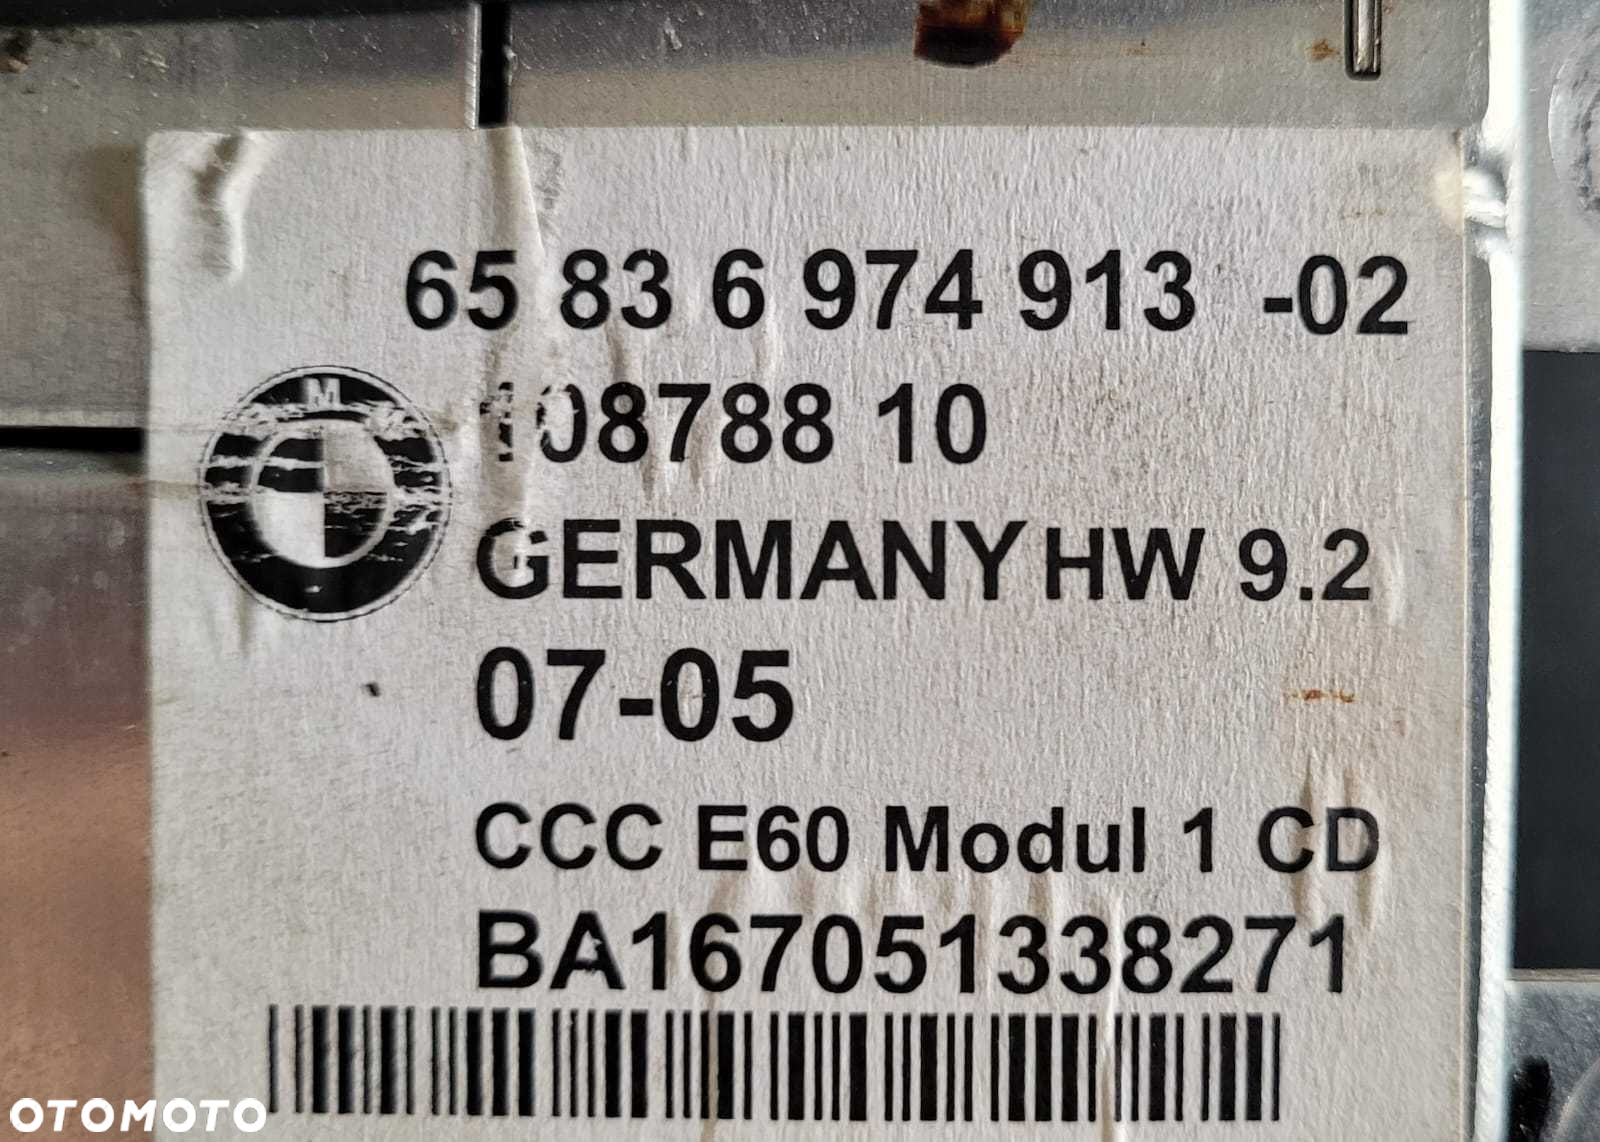 65 83 6 974 913 -02
M
108788 10
GERMANY HW 9.2
07-05
CCC E60 Modul 1 CD
BA167051338271
OTOMOTO